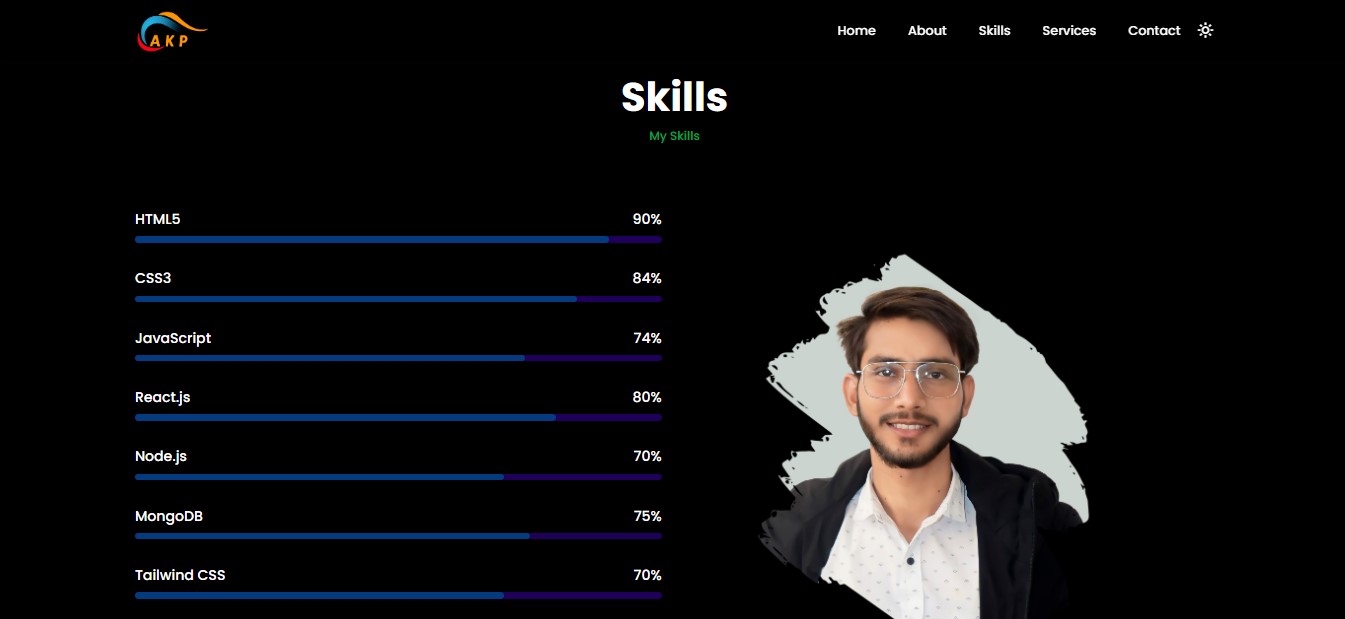 AKP
Home About Skills Services Contact
Skills
My Skills
HTML5 90%
CSS3 84%
JavaScript 74%
React.js 80%
Node.js 70%
MongoDB 75%
Tailwind CSS 70%